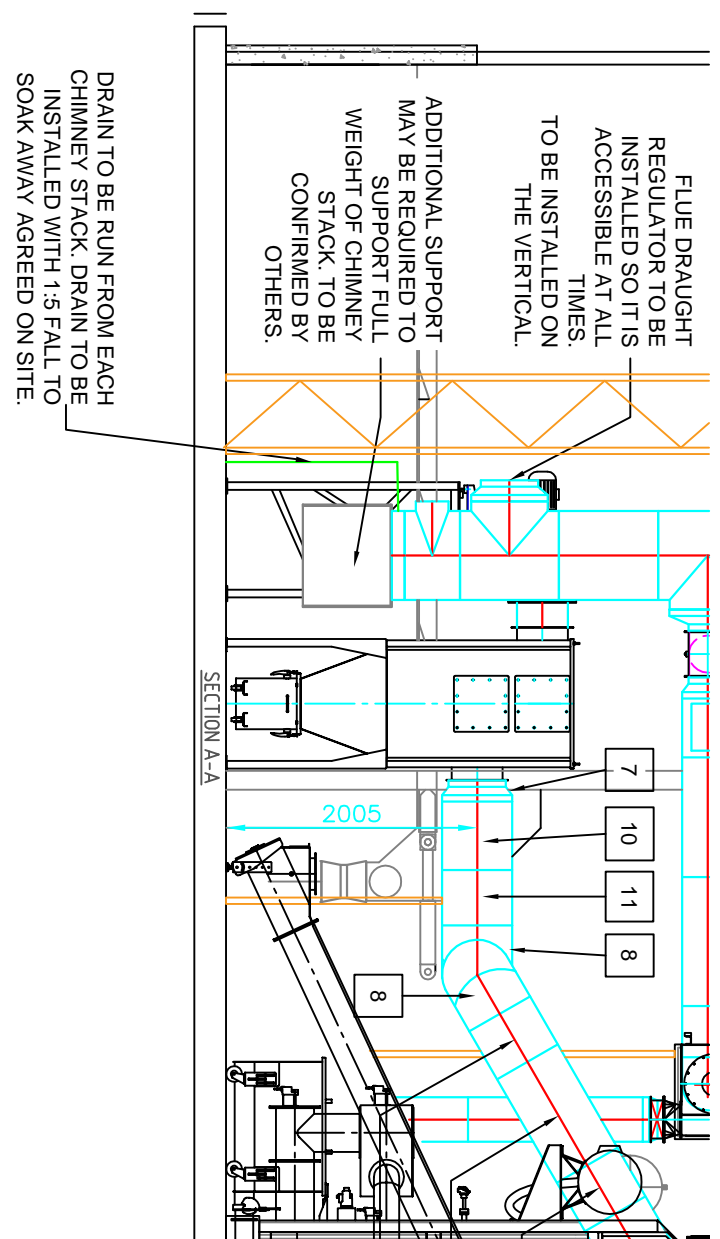 FLUE DRAUGHT
REGULATOR TO BE
INSTALLED SO IT IS
ACCESSIBLE AT ALL
TIMES.
TO BE INSTALLED ON
THE VERTICAL.
ADDITIONAL SUPPORT
MAY BE REQUIRED TO
SUPPORT FULL
WEIGHT OF CHIMNEY
STACK. TO BE
CONFIRMED BY
OTHERS.
DRAIN TO BE RUN FROM EACH
CHIMNEY STACK. DRAIN TO BE
INSTALLED WITH 1:5 FALL TO
SOAK AWAY AGREED ON SITE.
SECTION A-A
2005
7
10
11
8
8